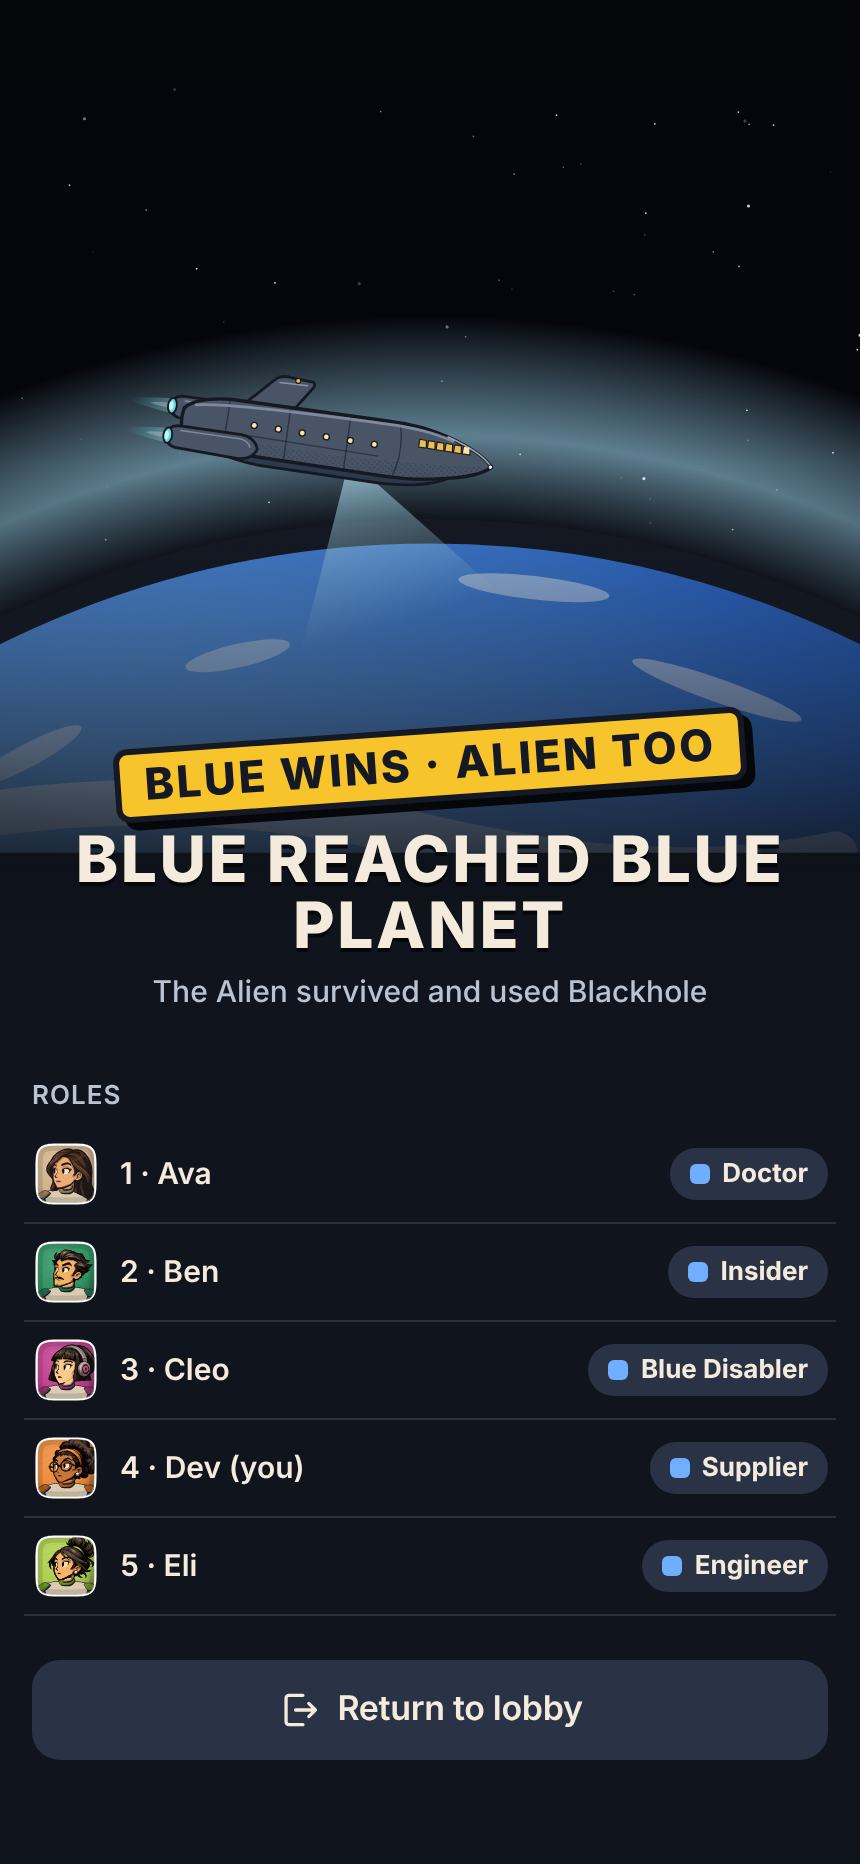 BLUE WINS · ALIEN TOO
BLUE REACHED BLUE
PLANET
The Alien survived and used Blackhole
ROLES
1 · Ava
Doctor
2 · Ben
Insider
3 · Cleo
Blue Disabler
4 · Dev (you)
Supplier
5 · Eli
Engineer
Return to lobby